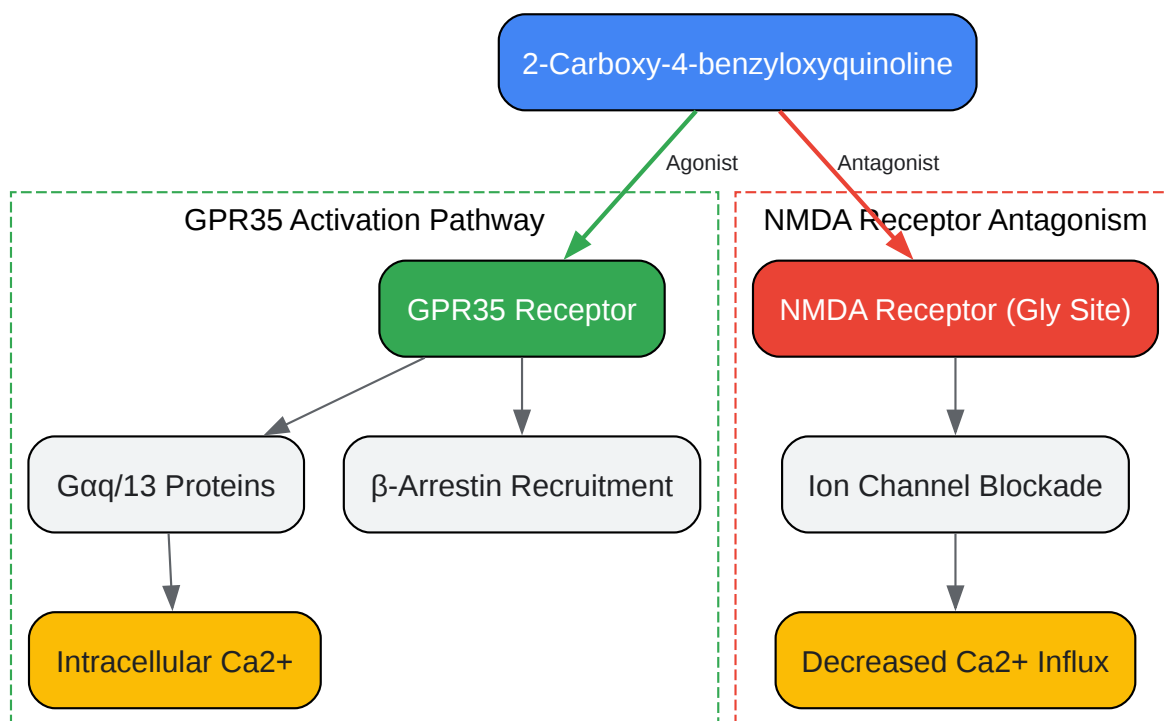 2-Carboxy-4-benzyloxyquinoline
Agonist
Antagonist
GPR35 Activation Pathway
NMDA Receptor Antagonism
GPR35 Receptor
NMDA Receptor (Gly Site)
Gαq/13 Proteins
β-Arrestin Recruitment
Ion Channel Blockade
Intracellular Ca2+
Decreased Ca2+ Influx